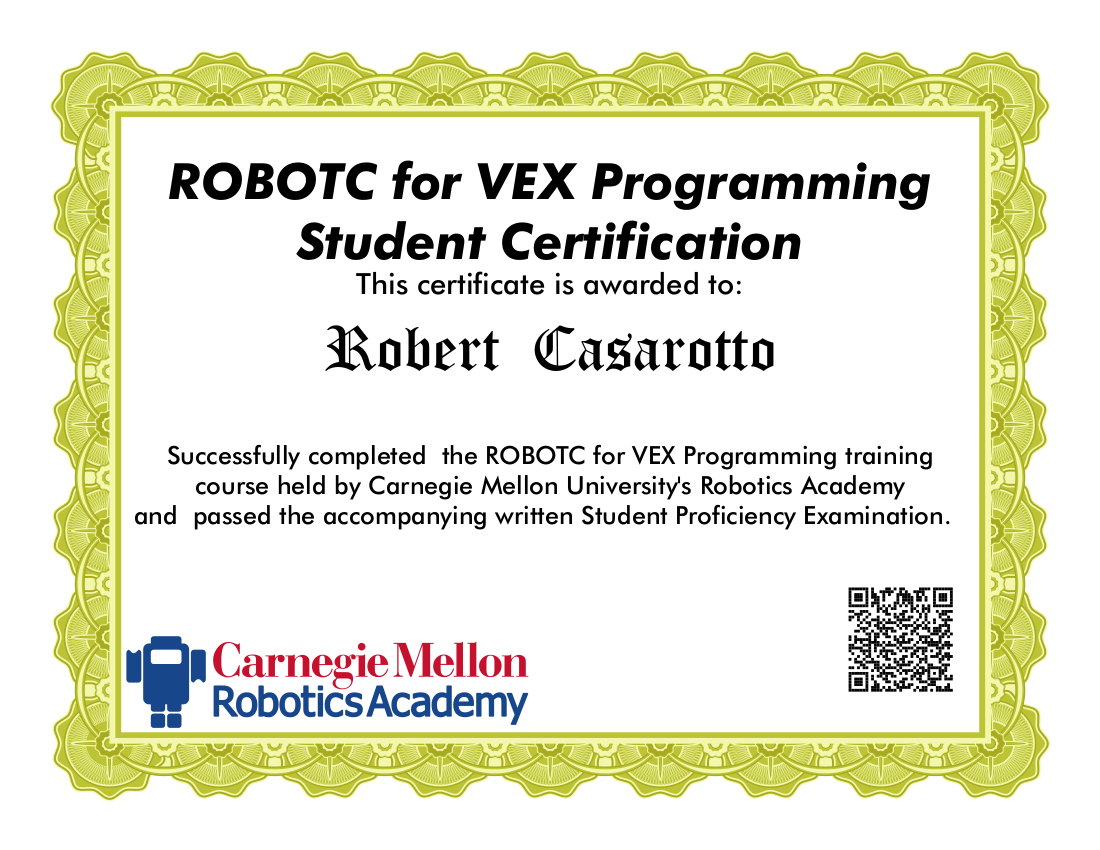 ROBOTC for VEX Programming
Student Certification
This certificate is awarded to:
Robert Casarotto
Successfully completed the ROBOTC for VEX Programming training
course held by Carnegie Mellon University's Robotics Academy
and passed the accompanying written Student Proficiency Examination.
Carnegie Mellon
Robotics Academy